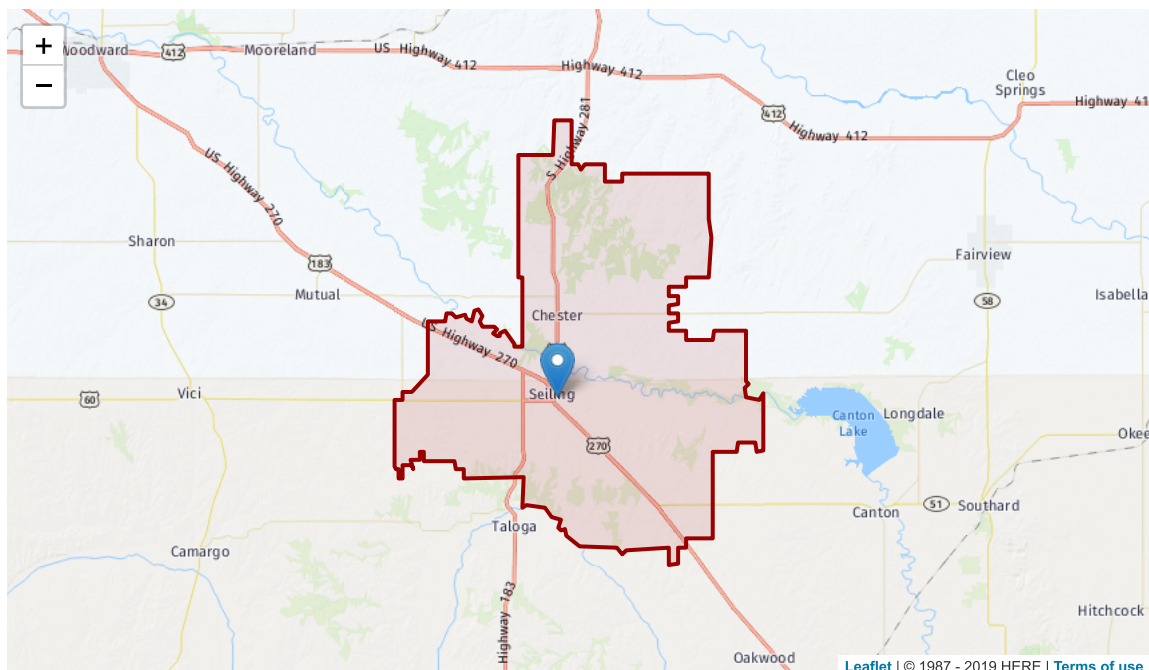 +
−
Woodward
412
Mooreland
US Highway 412
Highway 412
Cleo
Springs
412
Highway 41
Highway 412
S Highway 281
US Highway 270
Sharon
183
Fairview
34
Mutual
58
Isabella
Chester
US Highway 270
60
Vici
Seiling
Canton
Lake
Longdale
270
Okee
51
Southard
Canton
Taloga
Camargo
Highway 183
Hitchcock
Oakwood
Leaflet | © 1987 - 2019 HERE | Terms of use